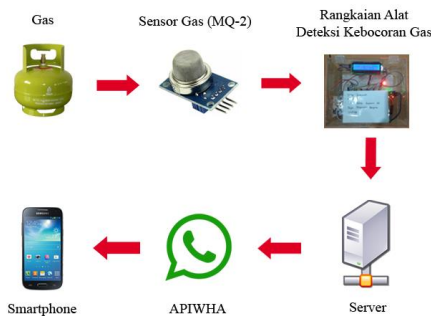 Gas
Sensor Gas (MQ-2)
Rangkaian Alat
Deteksi Kebocoran Gas
Smartphone
APIWHA
Server